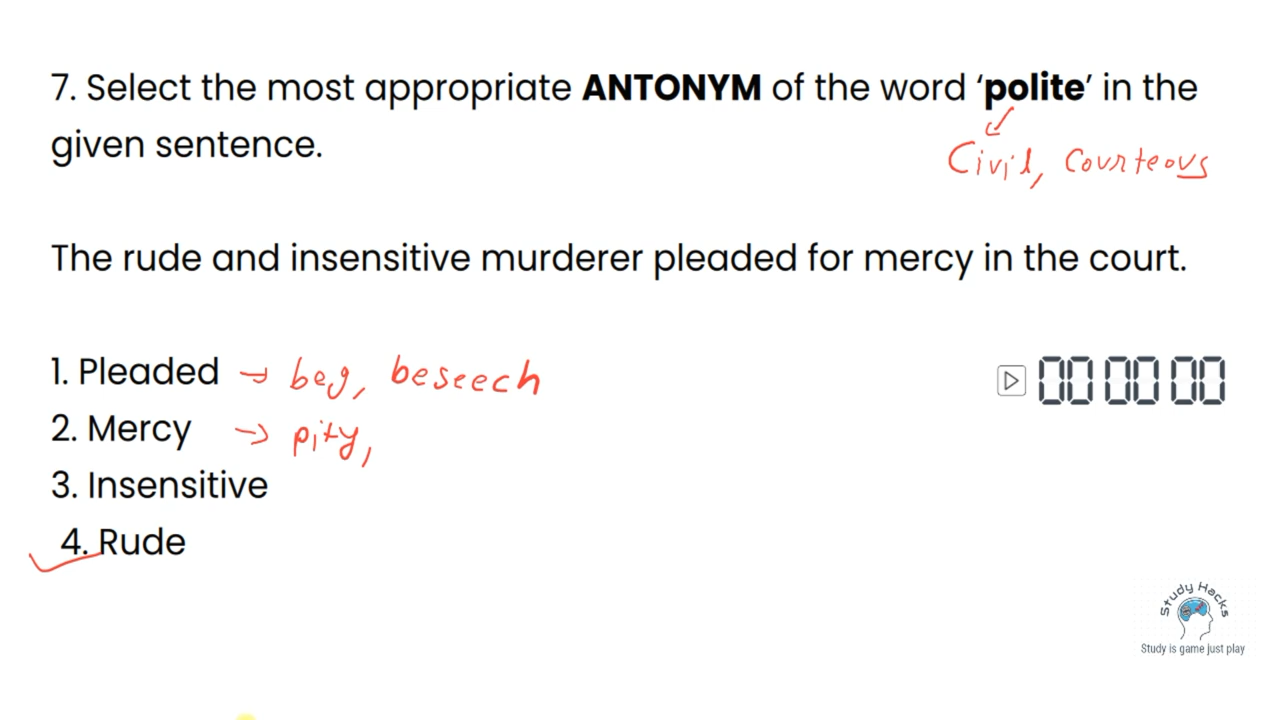 7. Select the most appropriate ANTONYM of the word ‘polite’ in the
given sentence.
Civil, Courteous
The rude and insensitive murderer pleaded for mercy in the court.
1. Pleaded → beg, beseech
00 00 00
2. Mercy → pity,
3. Insensitive
4. Rude
Study Hacks
Study is game just play